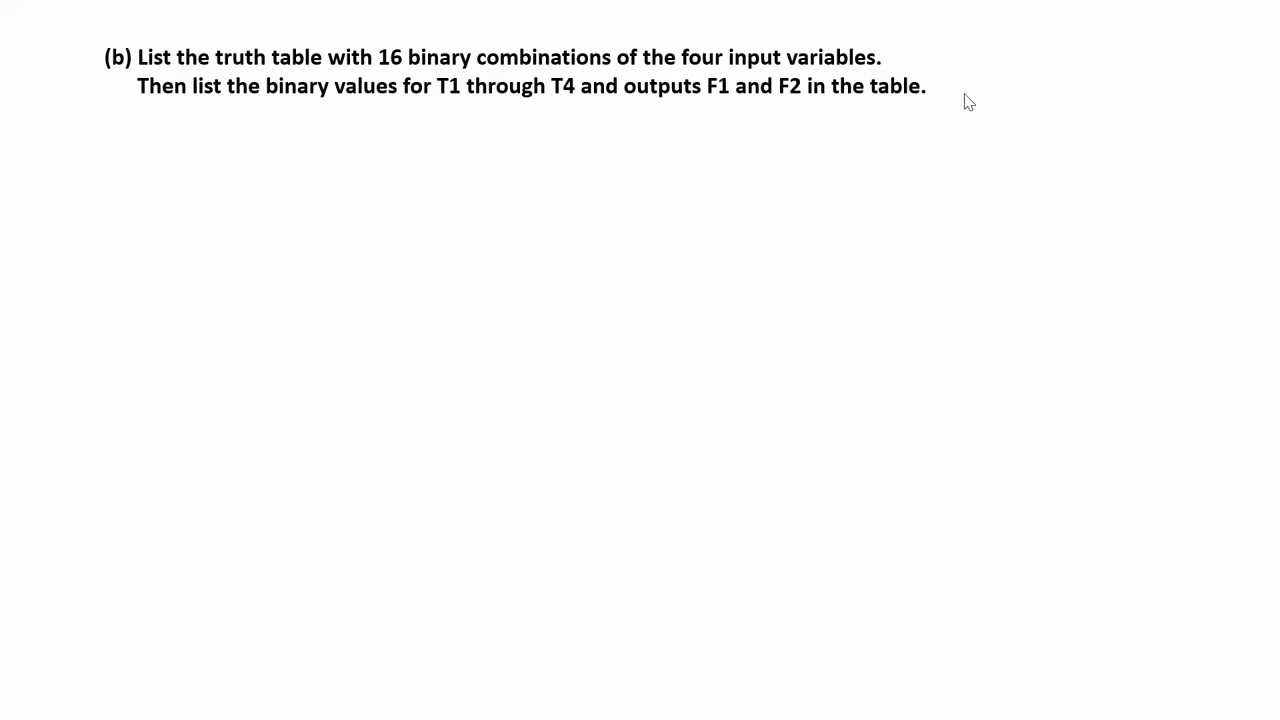 (b) List the truth table with 16 binary combinations of the four input variables.
Then list the binary values for T1 through T4 and outputs F1 and F2 in the table.